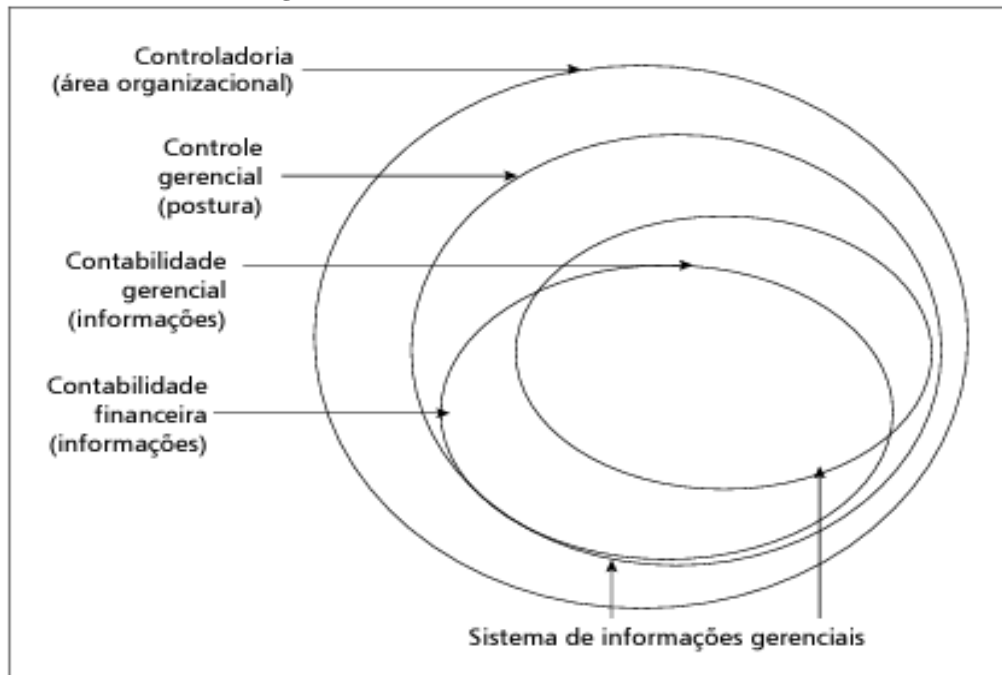 Controladoria
(área organizacional)
Controle
gerencial
(postura)
Contabilidade
gerencial
(informações)
Contabilidade
financeira
(informações)
Sistema de informações gerenciais